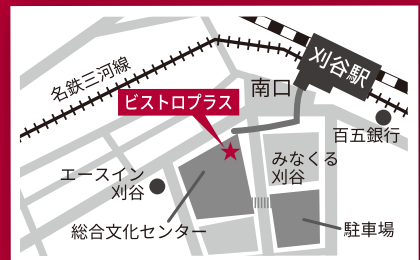 刈谷駅
名鉄三河線
南口
ビストロプラス
百五銀行
みなくる
刈谷
エースイン
刈谷
総合文化センター
駐車場